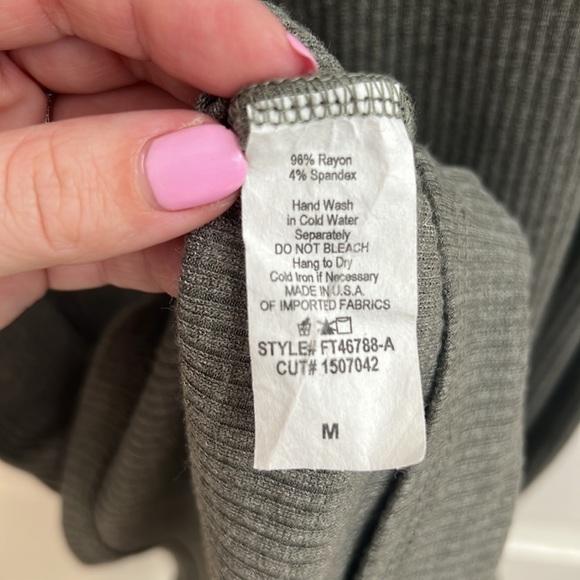 96% Rayon
4% Spandex
Hand Wash
in Cold Water
Separately
DO NOT BLEACH
Hang to Dry
Cold Iron if Necessary
MADE IN U.S.A.
OF IMPORTED FABRICS
STYLE# FT46788-A
CUT# 1507042
M